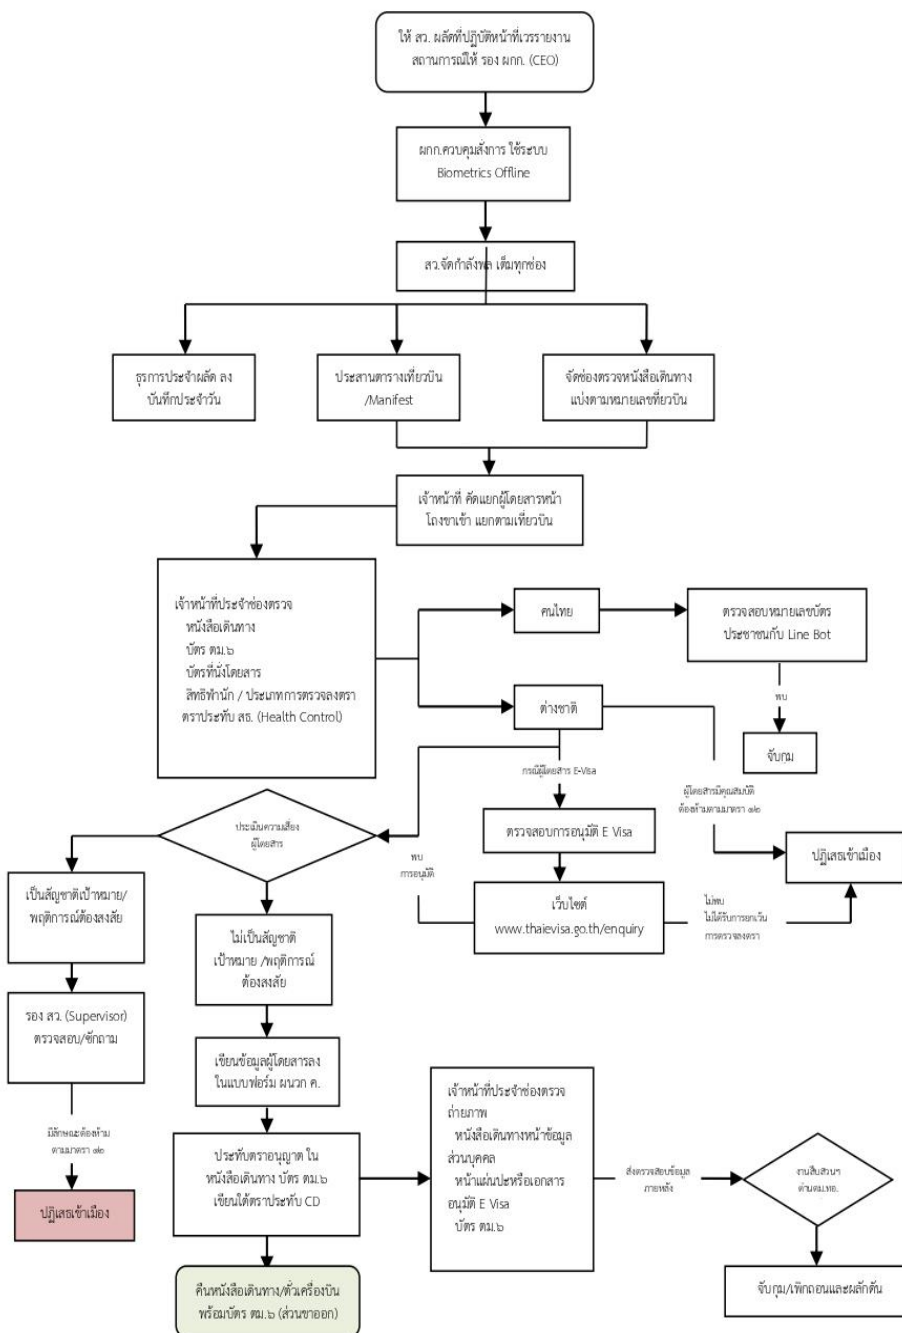 ให้ สว. ผลัดที่ปฏิบัติหน้าที่เวรรายงาน
สถานการณ์ให้ รอง ผกก. (CEO)
ผกก.ควบคุมสั่งการ ใช้ระบบ
Biometrics Offline
สว.จัดกำลังพล เต็มทุกช่อง
ธุรการประจำผลัด ลง
บันทึกประจำวัน
ประสานตารางเที่ยวบิน
/Manifest
จัดช่องตรวจหนังสือเดินทาง
แบ่งตามหมายเลขที่ยวบิน
เจ้าหน้าที่ คัดแยกผู้โดยสารหน้า
โถงขาเข้า แยกตามเที่ยวบิน
เจ้าหน้าที่ประจำช่องตรวจ
หนังสือเดินทาง
บัตร ตม.๖
บัตรที่นั่งโดยสาร
สิทธิพำนัก / ประเภทการตรวจลงตรา
ตราประทับ สธ. (Health Control)
คนไทย
ตรวจสอบหมายเลขบัตร
ประชาชนกับ Line Bot
พบ
จับกุม
ต่างชาติ
กรณีผู้โดยสาร E-Visa
ผู้โดยสารมีคุณสมบัติ
ต้องห้ามตามมาตรา ๑๒
ตรวจสอบการอนุมัติ E Visa
ปฏิเสธเข้าเมือง
เว็บไซต์
www.thaievisa.go.th/enquiry
พบ
การอนุมัติ
ไม่พบ
ไม่ได้รับการยกเว้น
การตรวจลงตรา
ประเมินความเสี่ยง
ผู้โดยสาร
เป็นสัญชาติเป้าหมาย/
พฤติการณ์ต้องสงสัย
ไม่เป็นสัญชาติ
เป้าหมาย /พฤติการณ์
ต้องสงสัย
รอง สว. (Supervisor)
ตรวจสอบ/ซักถาม
มีลักษณะต้องห้าม
ตามมาตรา ๑๒
ปฏิเสธเข้าเมือง
เขียนข้อมูลผู้โดยสารลง
ในแบบฟอร์ม ผนวก ค.
ประทับตราอนุญาต ใน
หนังสือเดินทาง บัตร ตม.๖
เขียนใต้ตราประทับ CD
คืนหนังสือเดินทาง/ตั๋วเครื่องบิน
พร้อมบัตร ตม.๖ (ส่วนขาออก)
เจ้าหน้าที่ประจำช่องตรวจ
ถ่ายภาพ
หนังสือเดินทางหน้าข้อมูล
ส่วนบุคคล
หน้าแผ่นปะหรือเอกสาร
อนุมัติ E Visa
บัตร ตม.๖
ส่งตรวจสอบข้อมูล
ภายหลัง
งานสืบสวนฯ
ด่านตม.ทอ.
จับกุม/เพิกถอนและผลักดัน